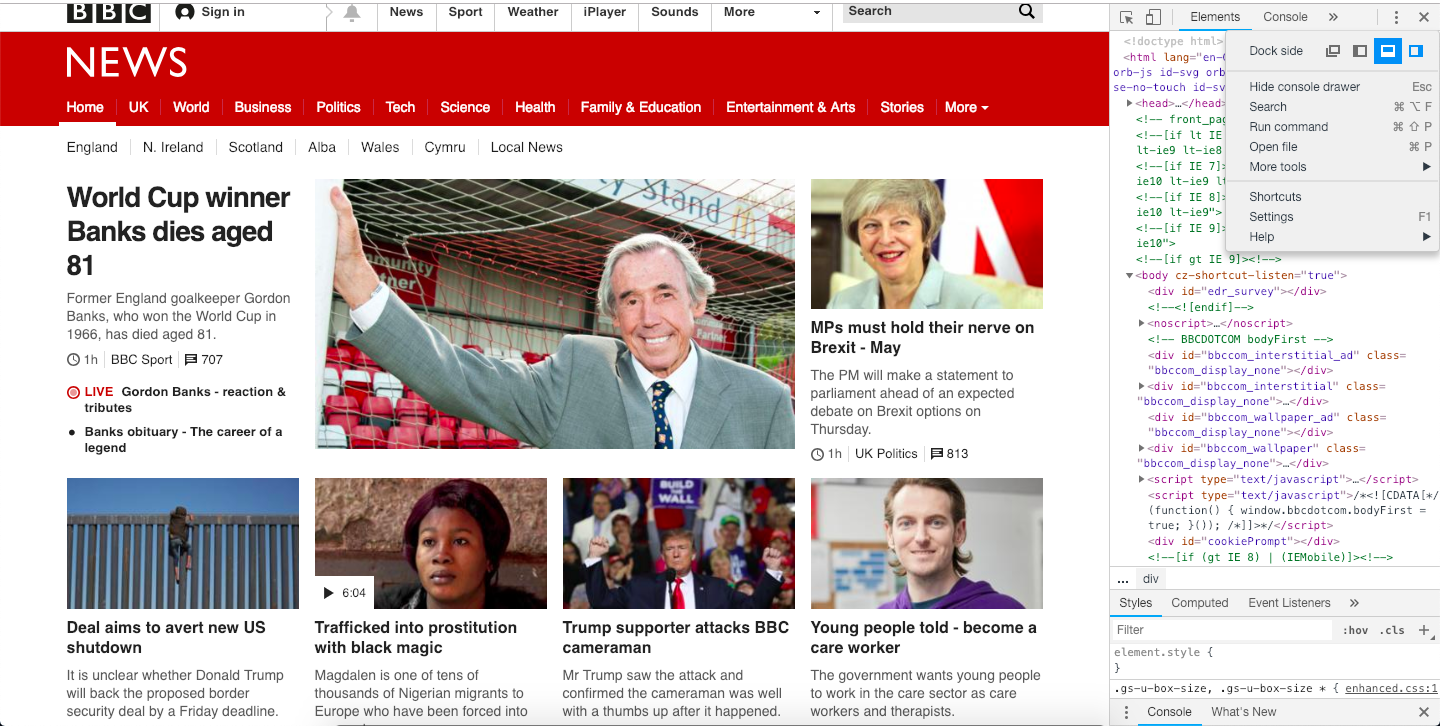 BBC
Sign in
News
Sport
Weather
iPlayer
Sounds
More
Search
NEWS
Home
UK
World
Business
Politics
Tech
Science
Health
Family & Education
Entertainment & Arts
Stories
More
England
N. Ireland
Scotland
Alba
Wales
Cymru
Local News
World Cup winner
Banks dies aged
81
Former England goalkeeper Gordon
Banks, who won the World Cup in
1966, has died aged 81.
1h
BBC Sport
707
LIVE Gordon Banks - reaction &
tributes
Banks obituary - The career of a
legend
y stand
MPs must hold their nerve on
Brexit - May
The PM will make a statement to
parliament ahead of an expected
debate on Brexit options on
Thursday.
1h
UK Politics
813
6:04
BUILD
THE
WALL
Deal aims to avert new US
shutdown
It is unclear whether Donald Trump
will back the proposed border
security deal by a Friday deadline.
Trafficked into prostitution
with black magic
Magdalen is one of tens of
thousands of Nigerian migrants to
Europe who have been forced into
Trump supporter attacks BBC
cameraman
Mr Trump saw the attack and
confirmed the cameraman was well
with a thumbs up after it happened.
Young people told - become a
care worker
The government wants young people
to work in the care sector as care
workers and therapists.
Elements
Console
Dock side
Hide console drawer Esc
Search ⌘ ⌥ F
Run command ⌘ ⇧ P
Open file ⌘ P
More tools
Shortcuts
Settings F1
Help
<!doctype html>
<html lang="en-G
orb-js id-svg orb
se-no-touch id-sv
<head>…</head>
<!-- front_pag
<!--[if lt IE
lt-ie9 lt-ie8
<!--[if IE 7]>
ie10 lt-ie9 lt
<!--[if IE 8]>
ie10 lt-ie9">
<!--[if IE 9]>
ie10">
<!--[if gt IE 9]><!-->
<body cz-shortcut-listen="true">
<div id="edr_survey"></div>
<!--<![endif]-->
<noscript>…</noscript>
<!-- BBCDOTCOM bodyFirst -->
<div id="bbccom_interstitial_ad" class=
"bbccom_display_none"></div>
<div id="bbccom_interstitial" class=
"bbccom_display_none">…</div>
<div id="bbccom_wallpaper_ad" class=
"bbccom_display_none"></div>
<div id="bbccom_wallpaper" class=
"bbccom_display_none">…</div>
<script type="text/javascript">…</script>
<script type="text/javascript">/*<![CDATA[*/
(function() { window.bbcdotcom.bodyFirst =
true; }()); /*]]>*/</script>
<div id="cookiePrompt"></div>
<!--[if (gt IE 8) | (IEMobile)]><!-->
... div
Styles
Computed
Event Listeners
Filter
:hov .cls +
element.style {
}
.gs-u-box-size, .gs-u-box-size * { enhanced.css:1
Console
What's New